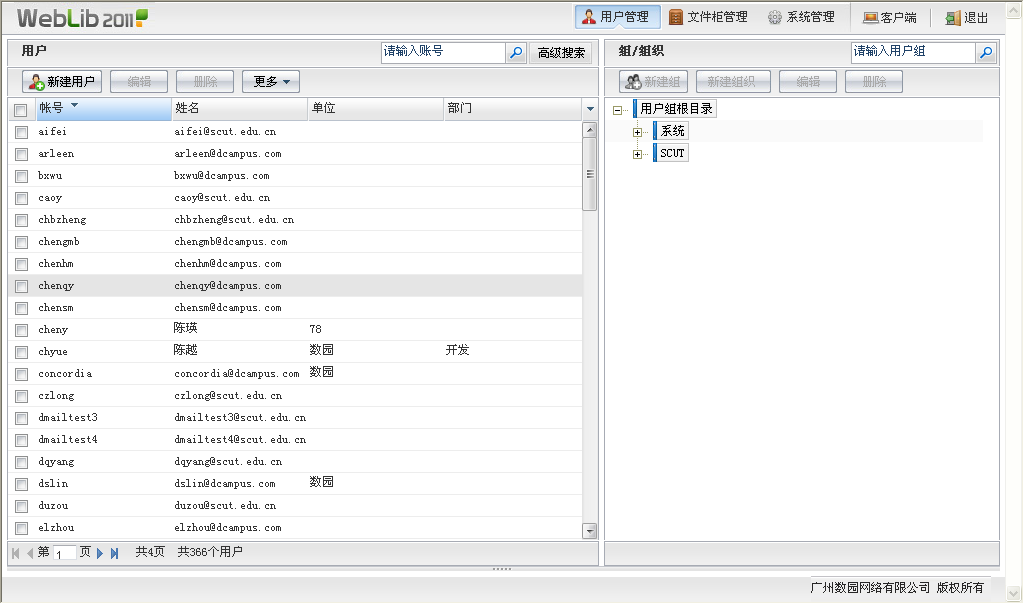 WebLib 2011
用户管理 文件柜管理 系统管理 客户端 退出
用户 请输入账号 高级搜索
新建用户 编辑 删除 更多
帐号 姓名 单位 部门
aifei aifei@scut.edu.cn
arleen arleen@dcampus.com
bxwu bxwu@dcampus.com
caoy caoy@scut.edu.cn
chbzheng chbzheng@scut.edu.cn
chengmb chengmb@dcampus.com
chenhm chenhm@dcampus.com
chenqy chenqy@dcampus.com
chensm chensm@dcampus.com
cheny 陈瑛 78
chyue 陈越 数园 开发
concordia concordia@dcampus.com 数园
czlong czlong@scut.edu.cn
dmailtest3 dmailtest3@scut.edu.cn
dmailtest4 dmailtest4@scut.edu.cn
dqyang dqyang@scut.edu.cn
dslin dslin@dcampus.com 数园
duzou duzou@scut.edu.cn
elzhou elzhou@dcampus.com
第 1 页 共4页 共366个用户
组/组织 请输入用户组
新建组 新建组织 编辑 删除
用户组根目录
系统
SCUT
广州数园网络有限公司 版权所有